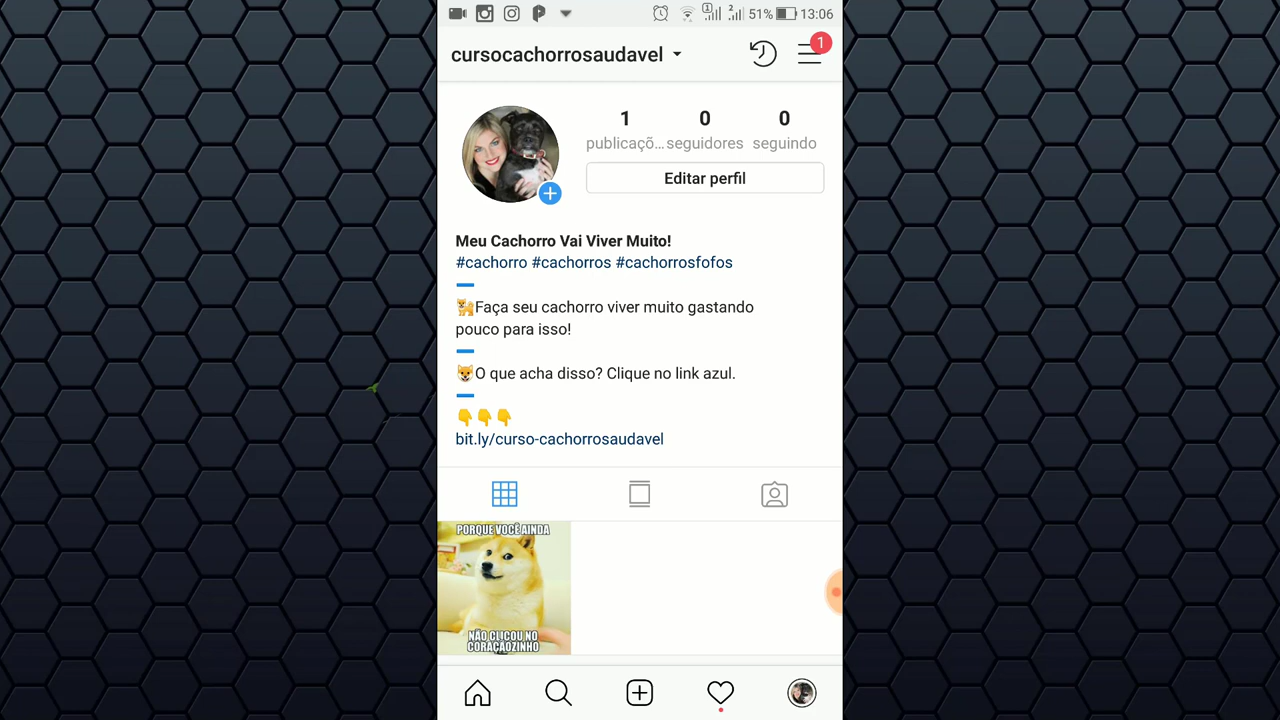 51% 13:06
cursocachorrosaudavel
1
1 0 0
publicaçõ... seguidores seguindo
Editar perfil
Meu Cachorro Vai Viver Muito!
#cachorro #cachorros #cachorrosfofos
Faça seu cachorro viver muito gastando
pouco para isso!
O que acha disso? Clique no link azul.
bit.ly/curso-cachorrosaudavel
PORQUE VOCÊ AINDA
NÃO CLICOU NO
CORAÇÃOZINHO